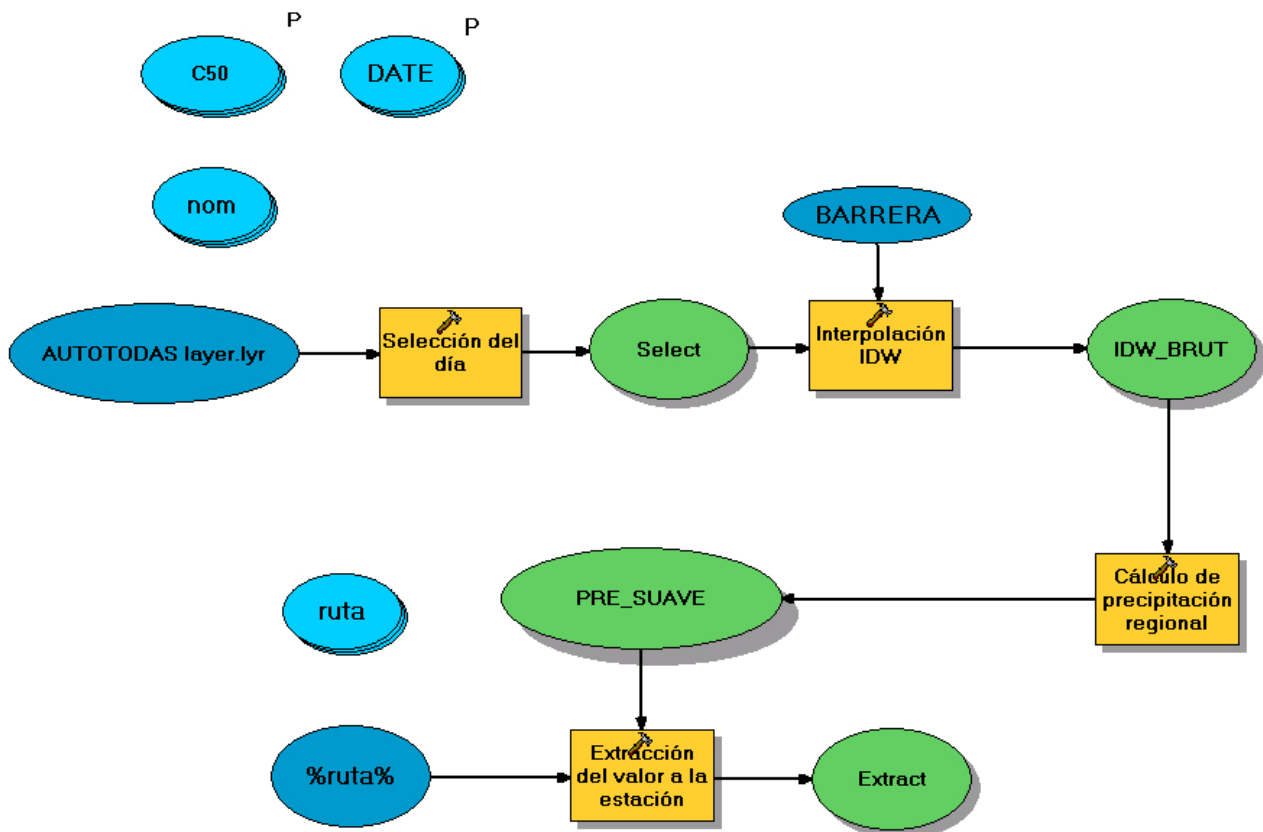 P
P
C50
DATE
nom
BARRERA
AUTOTODAS layer.lyr
Selección del
día
Select
Interpolación
IDW
IDW_BRUT
Cálculo de
precipitación
regional
PRE_SUAVE
ruta
%ruta%
Extracción
del valor a la
estación
Extract